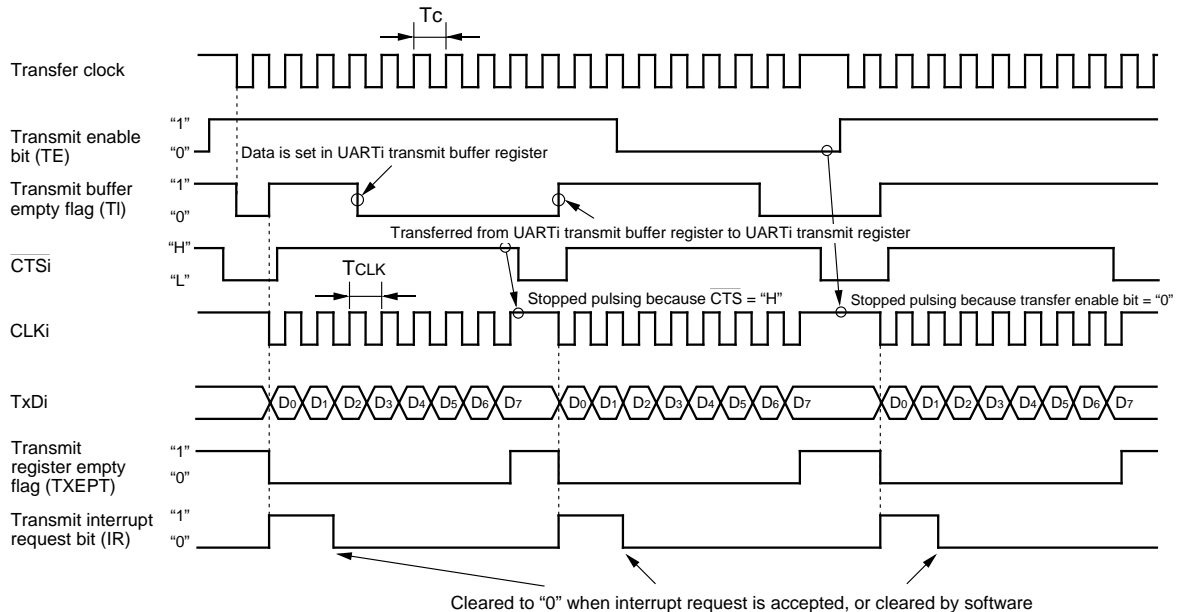 Tc
Transfer clock
Transmit enable
bit (TE)
“1”
“0”
Data is set in UARTi transmit buffer register
Transmit buffer
empty flag (TI)
“1”
“0”
Transferred from UARTi transmit buffer register to UARTi transmit register
CTSi
“H”
“L”
TCLK
Stopped pulsing because CTS = “H”
Stopped pulsing because transfer enable bit = “0”
CLKi
TxDi
D0 D1 D2 D3 D4 D5 D6 D7 D0 D1 D2 D3 D4 D5 D6 D7 D0 D1 D2 D3 D4 D5 D6 D7
Transmit
register empty
flag (TXEPT)
“1”
“0”
Transmit interrupt
request bit (IR)
“1”
“0”
Cleared to “0” when interrupt request is accepted, or cleared by software